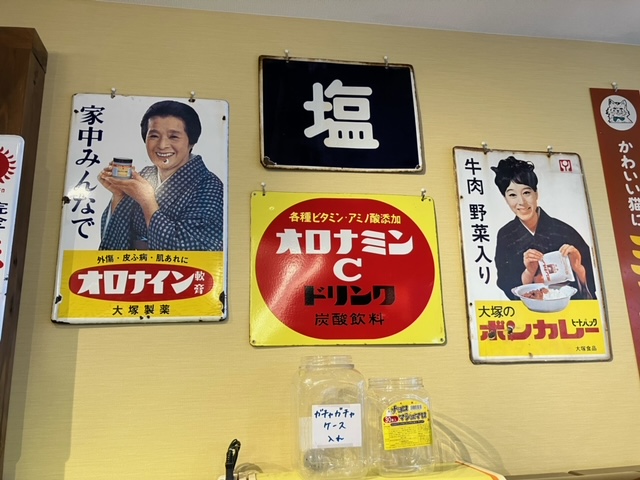 家中みんなで
外傷・皮ふ病・肌あれに
オロナイン軟膏
大塚製薬
塩
各種ビタミン・アミノ酸添加
オロナミン
C
ドリンク
炭酸飲料
牛肉 野菜入り
大塚の
ボンカレー
大塚食品
かわいい猫は
ガチャガチャ
ケース
入れ